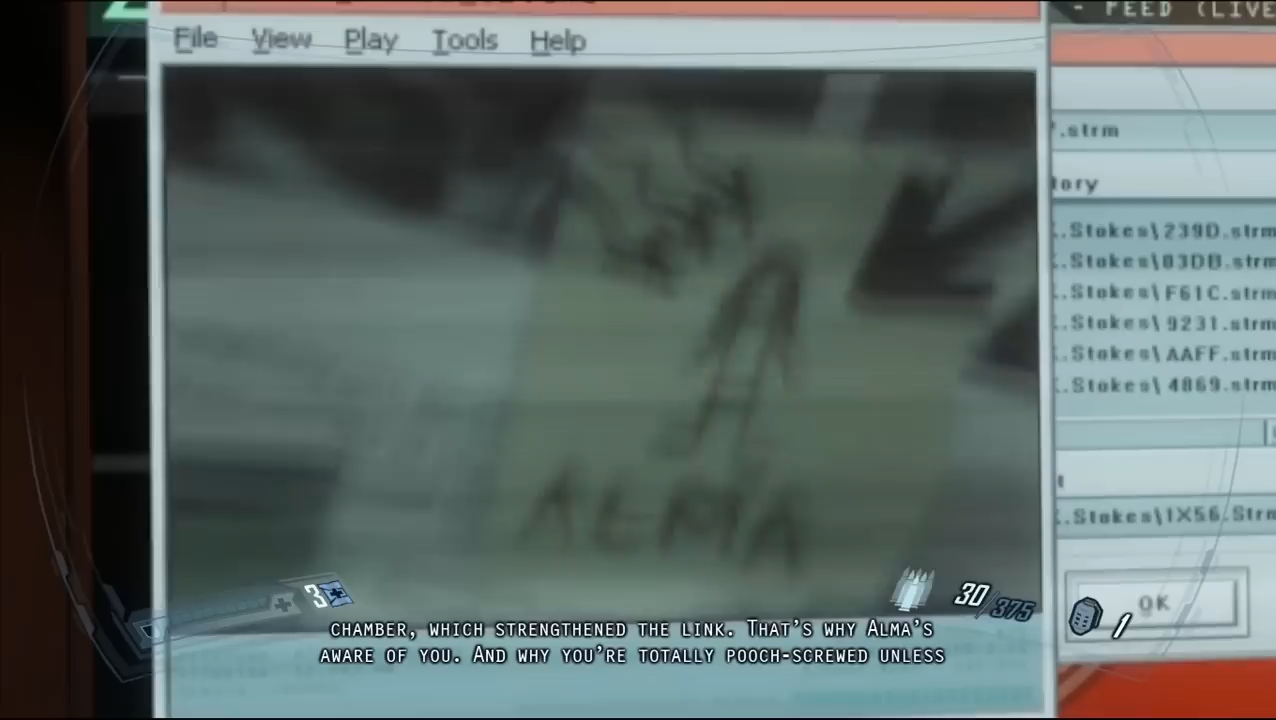 - FEED (LIVE
File View Play Tools Help
.strm
tory
.Stokes\239D.strm
.Stokes\03DB.strm
.Stokes\F61C.strm
.Stokes\9231.strm
.Stokes\AAFF.strm
.Stokes\4869.strm
.Stokes\1X56.Strm
OK
A
ALMA
3
30/375
1
CHAMBER, WHICH STRENGTHENED THE LINK. THAT'S WHY ALMA'S
AWARE OF YOU. AND WHY YOU'RE TOTALLY POOCH-SCREWED UNLESS